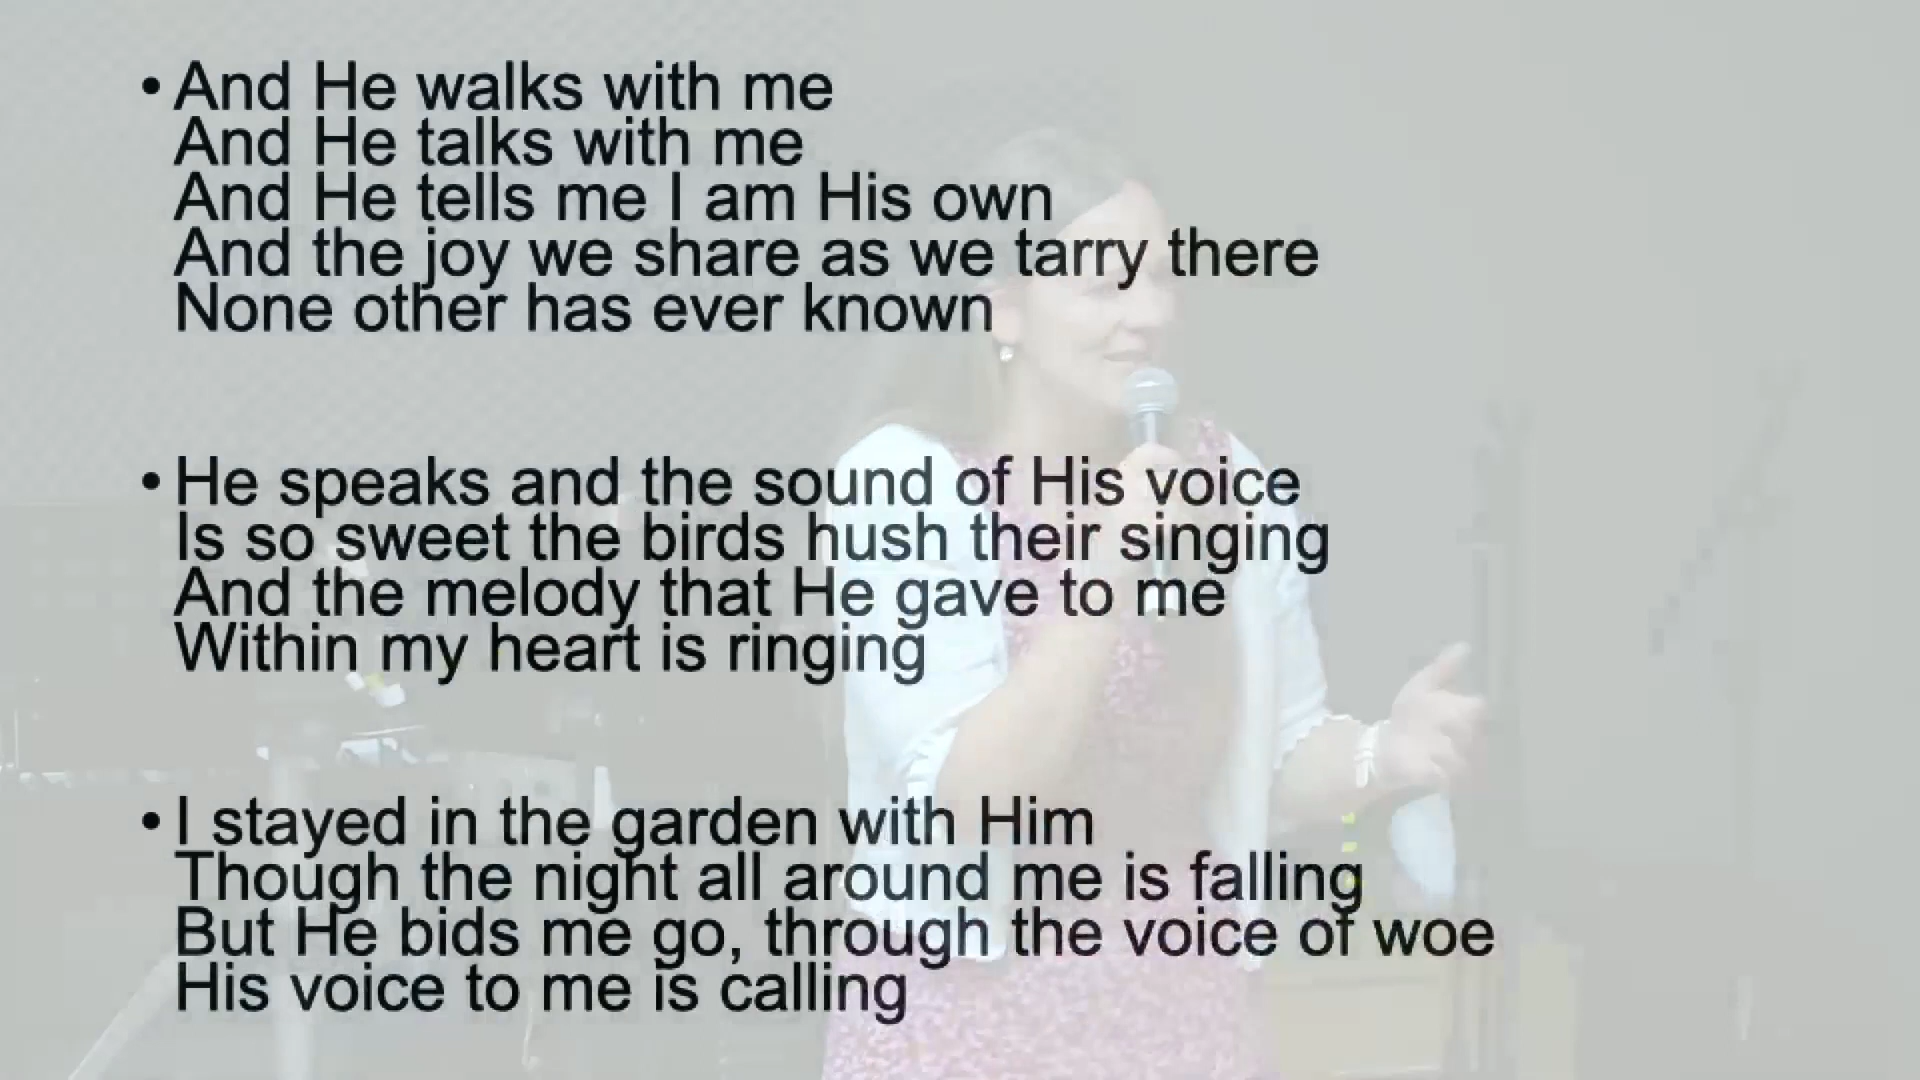 • And He walks with me
And He talks with me
And He tells me I am His own
And the joy we share as we tarry there
None other has ever known
• He speaks and the sound of His voice
Is so sweet the birds hush their singing
And the melody that He gave to me
Within my heart is ringing
• I stayed in the garden with Him
Though the night all around me is falling
But He bids me go, through the voice of woe
His voice to me is calling